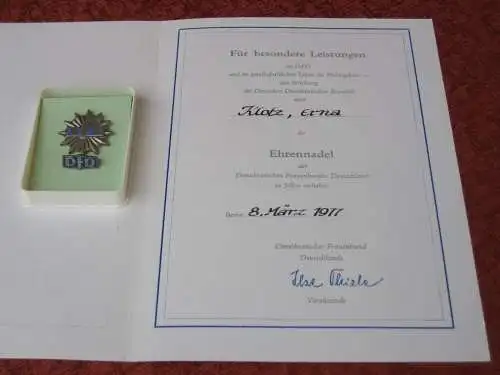 DFD
Für besondere Leistungen
im DFD
und im gesellschaftlichen Leben der Bezirke
zur Stärkung
der Deutschen Demokratischen Republik
wird
Klotz, Erna
die
Ehrennadel
des
Demokratischen Frauenbundes Deutschlands
in Silber verliehen
Berlin 8. März 1977
Demokratischer Frauenbund
Deutschlands
Ilse Thiele
Vorsitzende